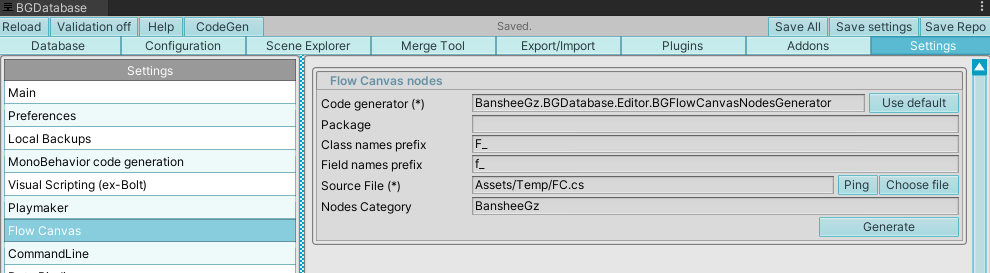 BGDatabase
Reload Validation off Help CodeGen Saved. Save All Save settings Save Repo
Database Configuration Scene Explorer Merge Tool Export/Import Plugins Addons Settings
Settings
Main
Preferences
Local Backups
MonoBehavior code generation
Visual Scripting (ex-Bolt)
Playmaker
Flow Canvas
CommandLine
Flow Canvas nodes
Code generator (*) BansheeGz.BGDatabase.Editor.BGFlowCanvasNodesGenerator Use default
Package
Class names prefix F_
Field names prefix f_
Source File (*) Assets/Temp/FC.cs Ping Choose file
Nodes Category BansheeGz
Generate